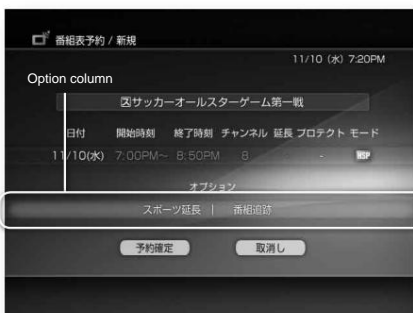 番組表予約 / 新規
11/10 (水) 7:20PM
Option column
サッカーオールスターゲーム第一戦
日付 開始時刻 終了時刻 チャンネル 延長 プロテクト モード
11/10(水) 7:00PM~ 8:50PM 8 - HSP
オプション
スポーツ延長 | 番組追跡
予約確定 取消し